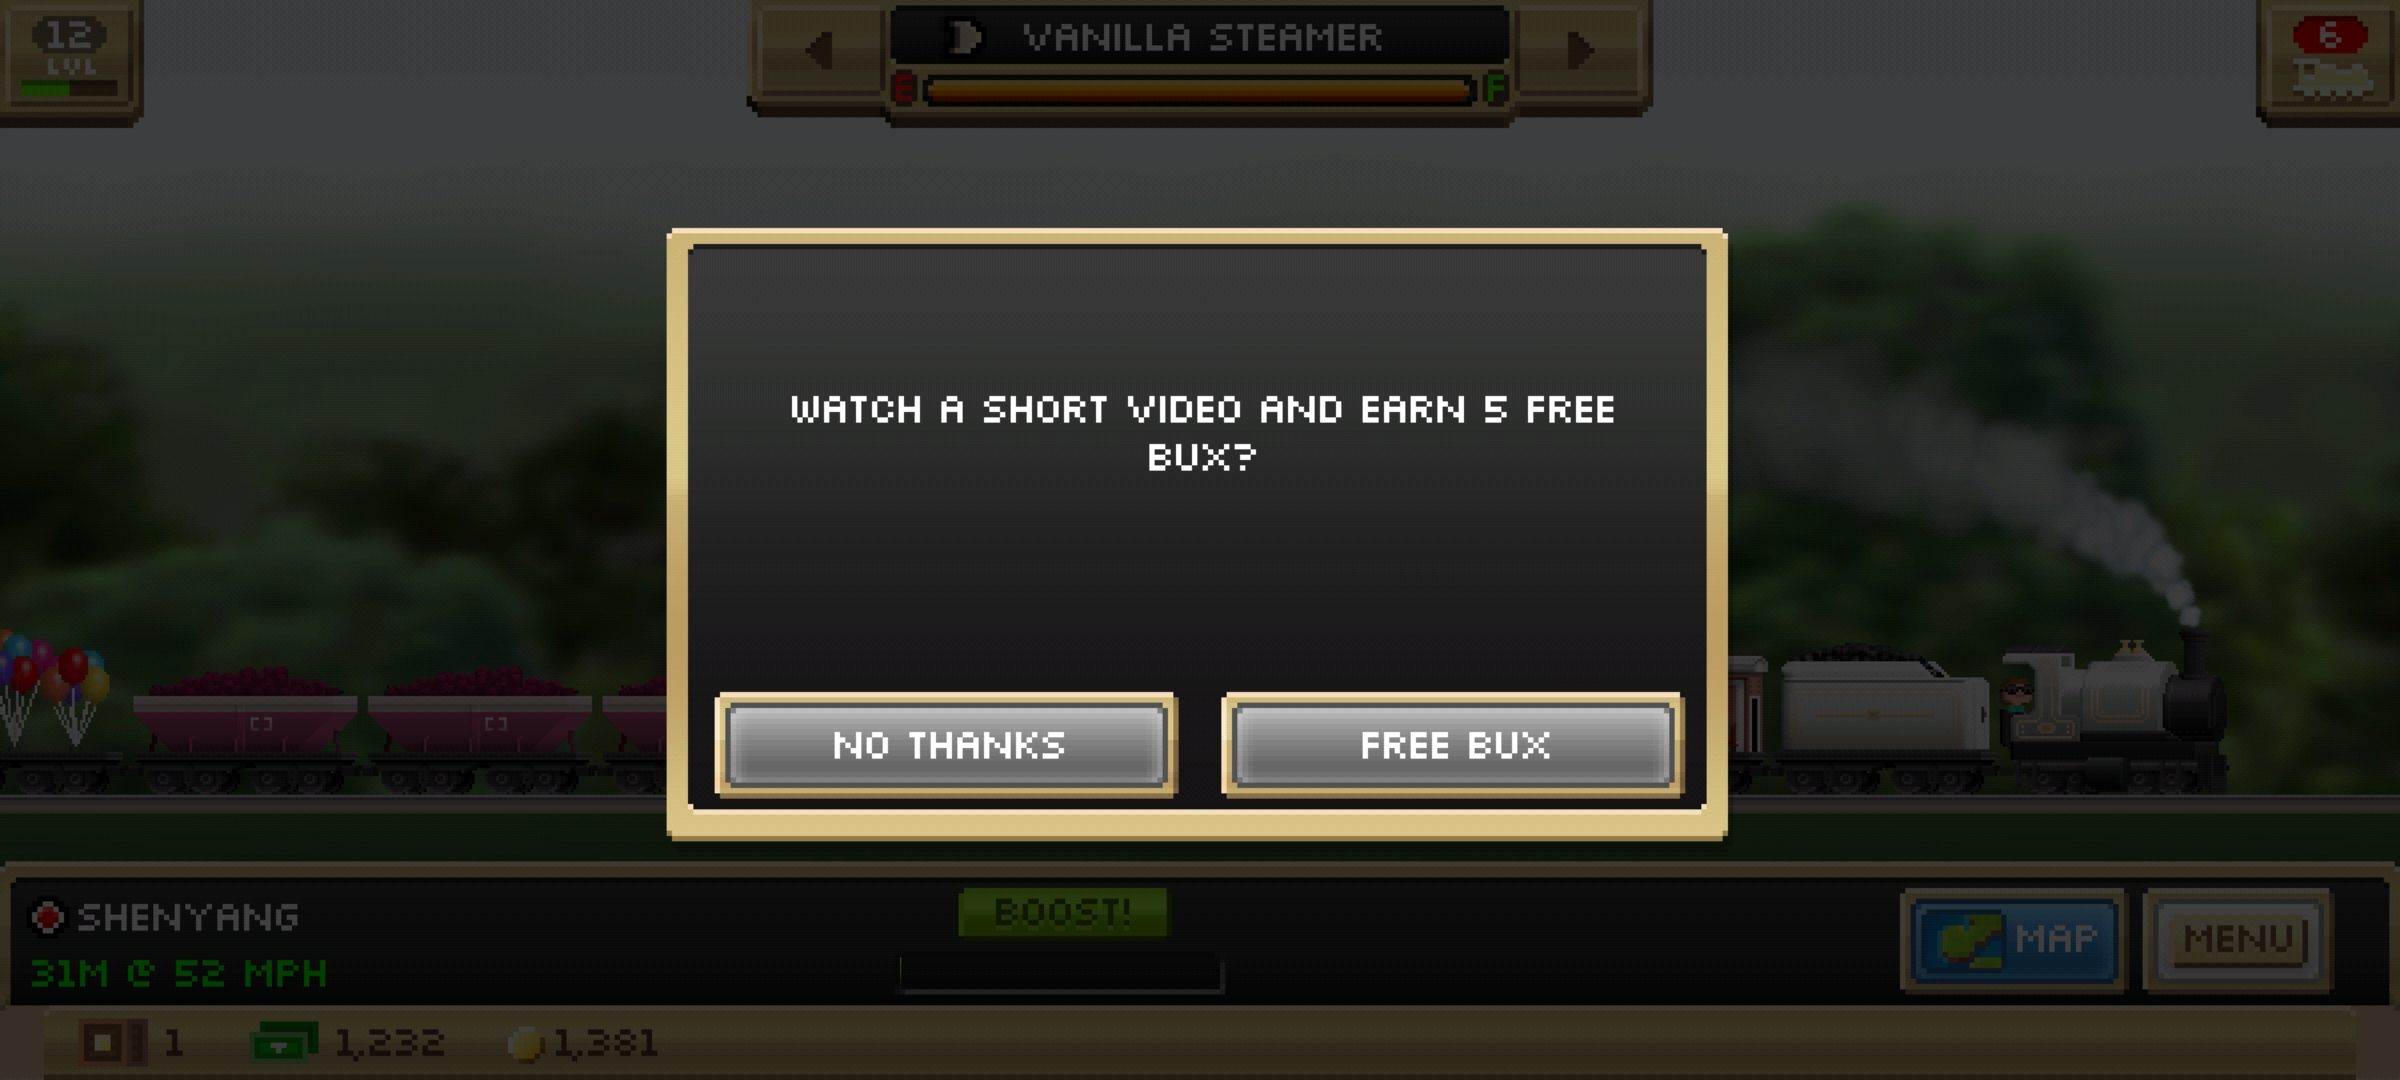 12
LVL
VANILLA STEAMER
E
F
6
WATCH A SHORT VIDEO AND EARN 5 FREE
BUX?
NO THANKS
FREE BUX
SHENYANG
31M @ 52 MPH
BOOST!
MAP
MENU
1
1,232
1,381